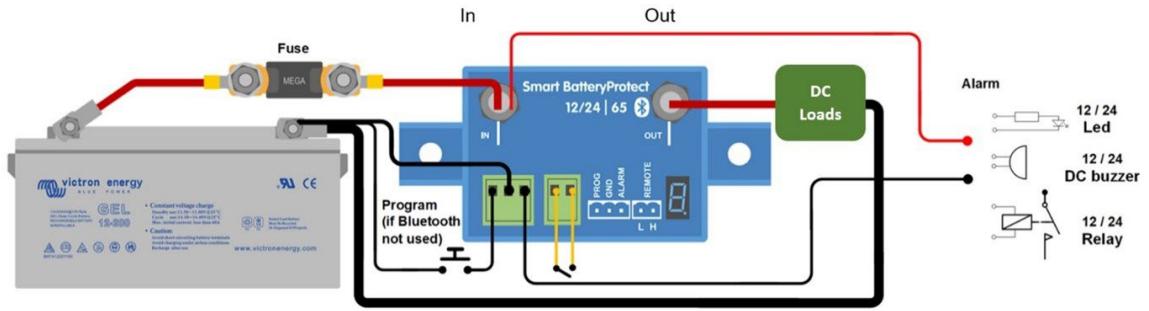 In
Out
Fuse
MEGA
Smart BatteryProtect
12/24 | 65
IN
OUT
DC
Loads
Alarm
12 / 24
Led
12 / 24
DC buzzer
12 / 24
Relay
PROG
GND
ALARM
REMOTE
L H
Program
(if Bluetooth
not used)
victron energy
BLUE POWER
GEL
12-200
• Constant voltage charge
• Caution
www.victronenergy.com